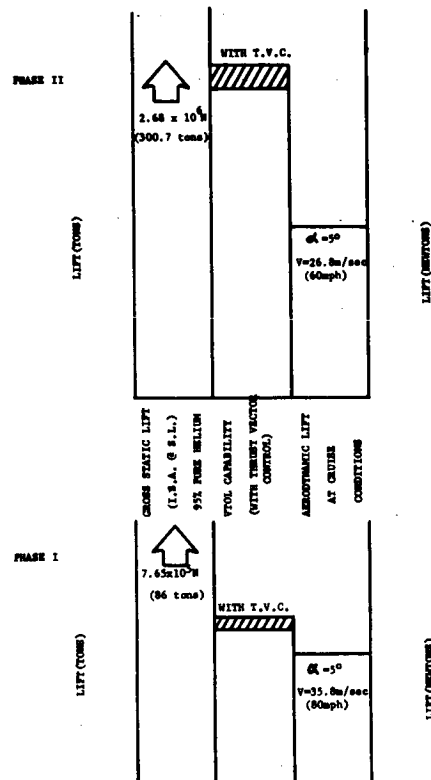 WITH T.V.C.
PHASE II
2.68 x 10⁶ N
(300.7 tons)
LIFT(TONS)
α =5°
V=26.8m/sec
(60mph)
LIFT(NEWTONS)
GROSS STATIC LIFT
(I.S.A. @ S.L.)
95% PURE HELIUM
VTOL CAPABILITY
(WITH THRUST VECTOR
CONTROL)
AERODYNAMIC LIFT
AT CRUISE
CONDITIONS
PHASE I
7.65x10⁵N
(86 tons)
WITH T.V.C.
LIFT(TONS)
α =5°
V=35.8m/sec
(80mph)
LIFT(NEWTONS)